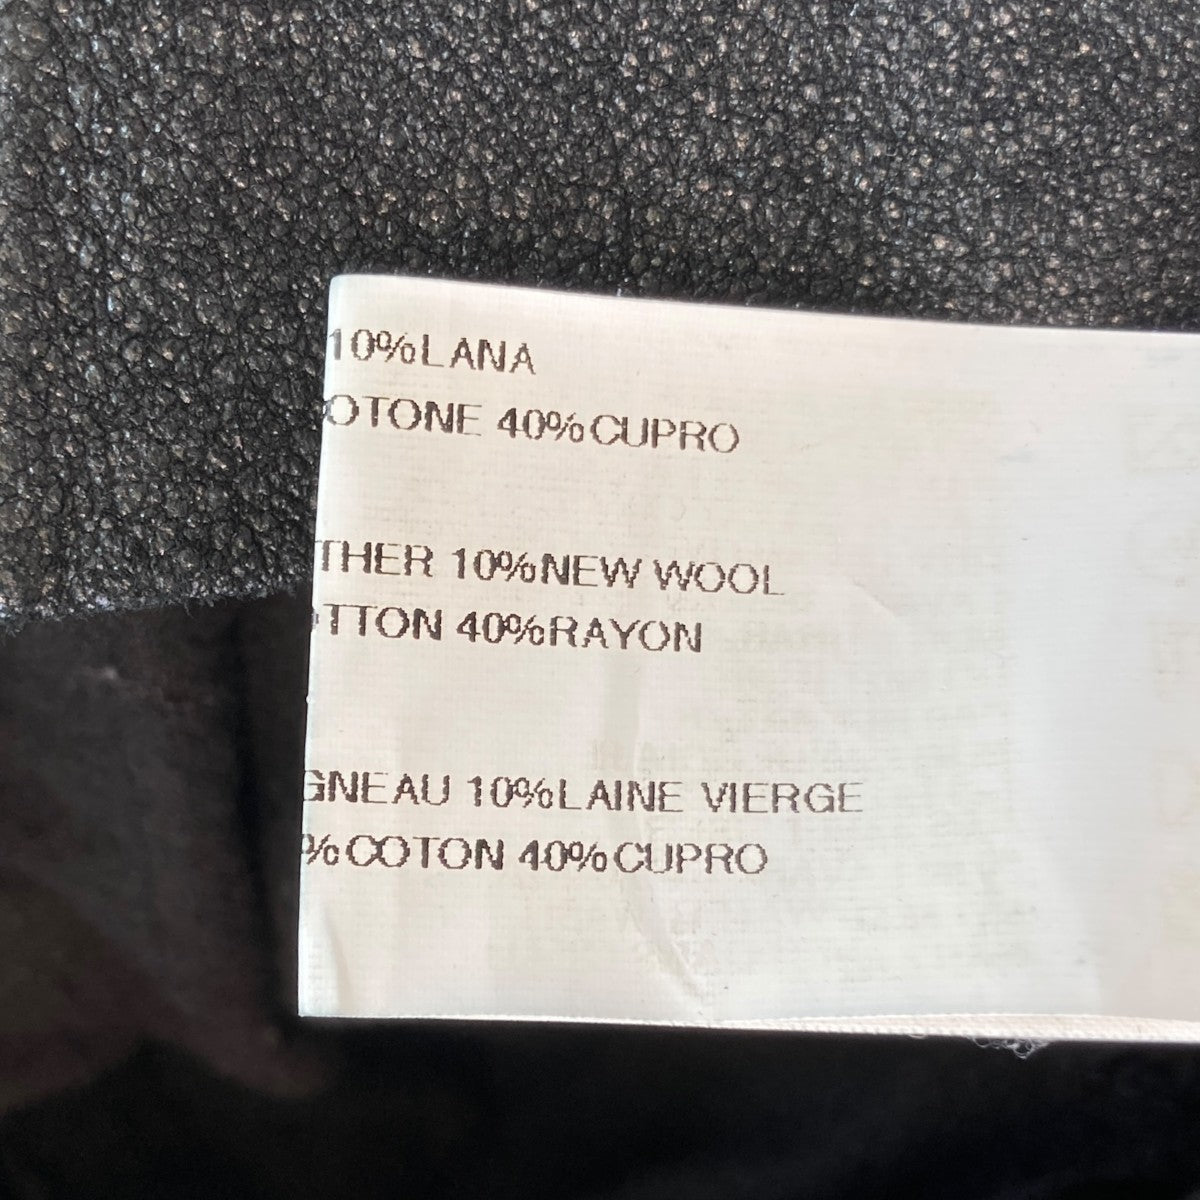 10%LANA
OTONE 40%CUPRO
THER 10%NEW WOOL
TTON 40%RAYON
GNEAU 10%LAINE VIERGE
%COTON 40%CUPRO